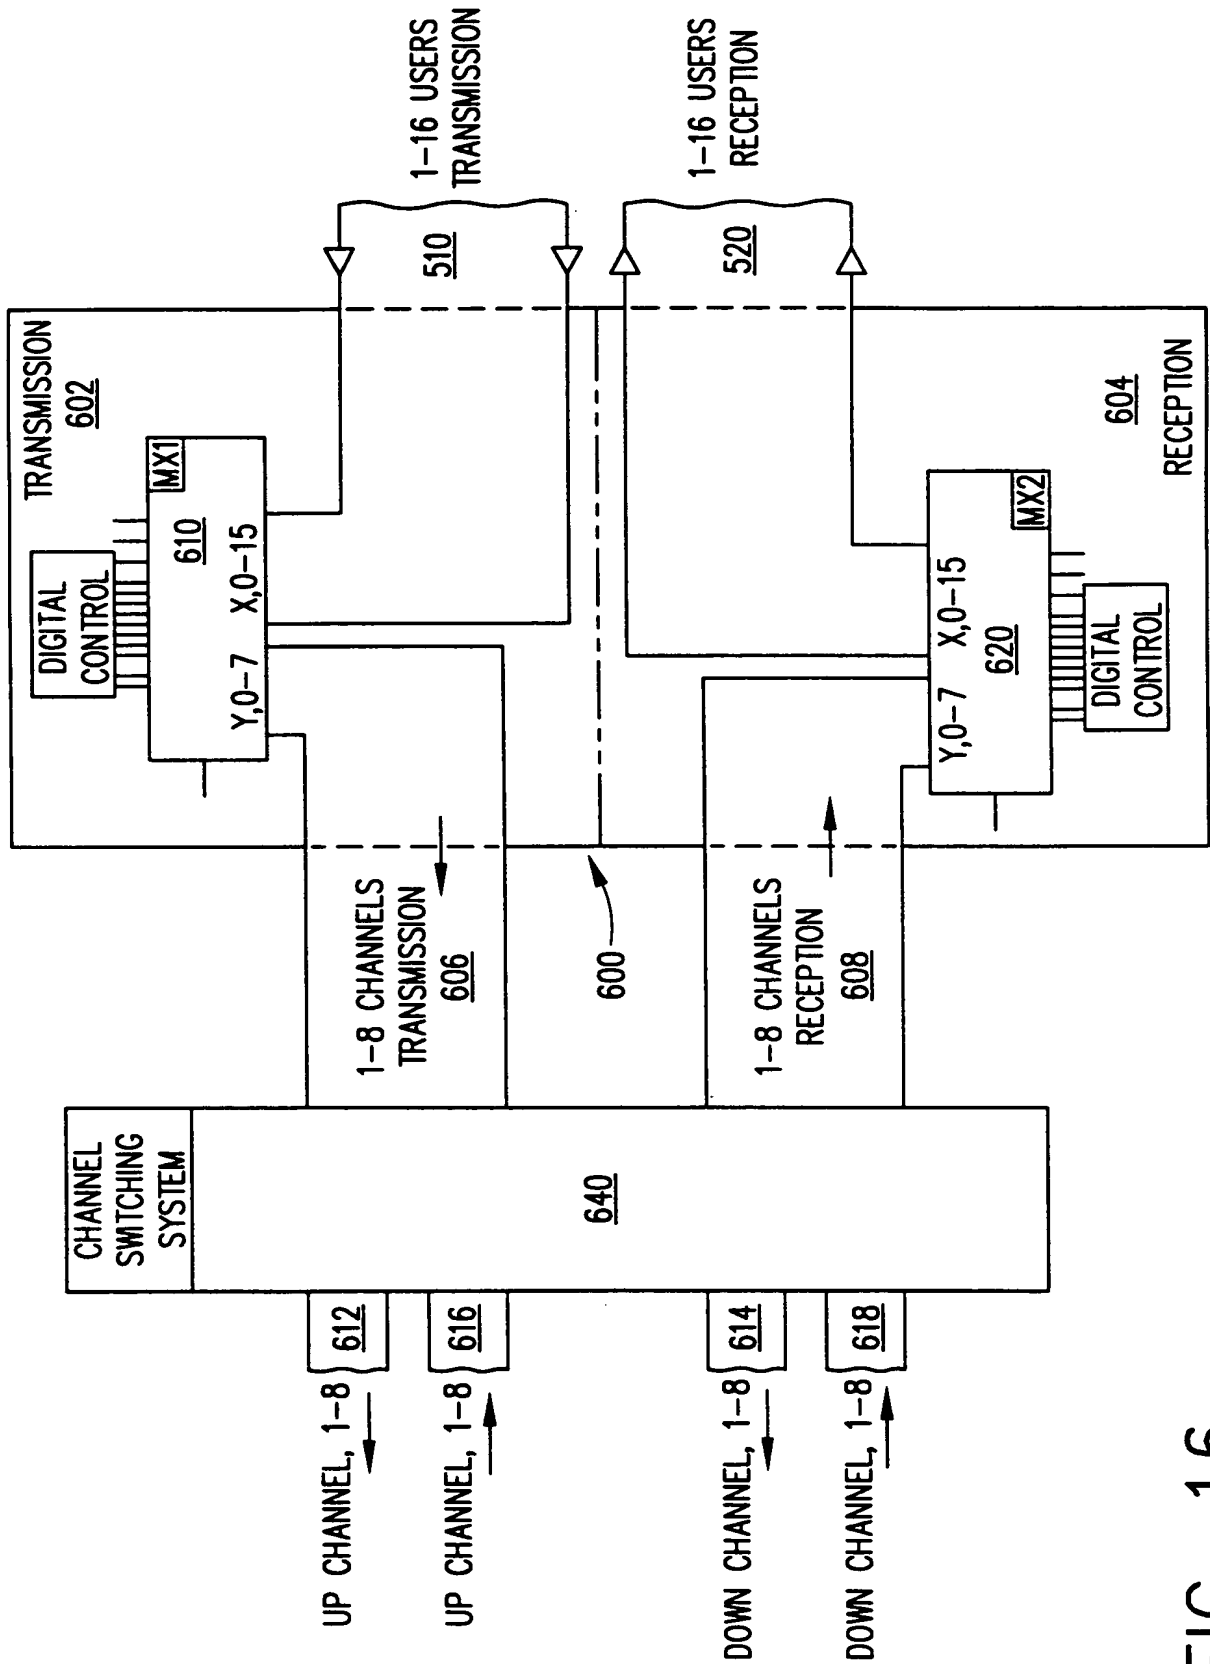 TRANSMISSION
602
DIGITAL
CONTROL
MX1
610
Y,0-7
X,0-15
1-16 USERS
TRANSMISSION
510
1-16 USERS
RECEPTION
520
CHANNEL
SWITCHING
SYSTEM
640
1-8 CHANNELS
TRANSMISSION
606
600
1-8 CHANNELS
RECEPTION
608
Y,0-7
X,0-15
620
MX2
DIGITAL
CONTROL
604
RECEPTION
UP CHANNEL, 1-8
612
UP CHANNEL, 1-8
616
DOWN CHANNEL, 1-8
614
DOWN CHANNEL, 1-8
618
FIG. 16